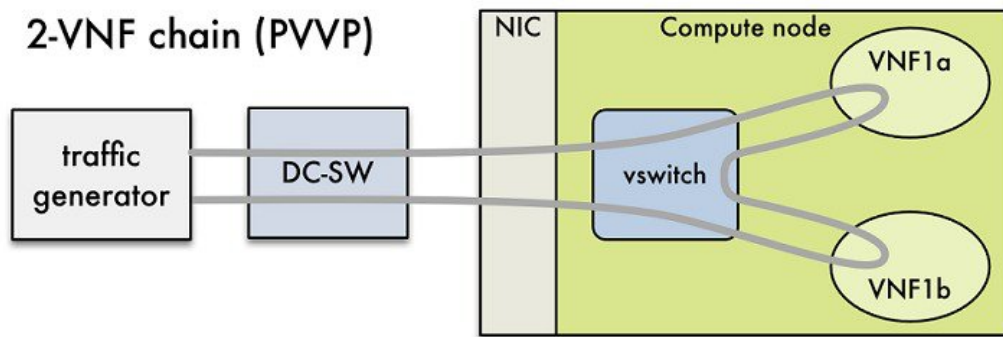 2-VNF chain (PVVP)
NIC
Compute node
VNF1a
traffic
generator
DC-SW
vswitch
VNF1b